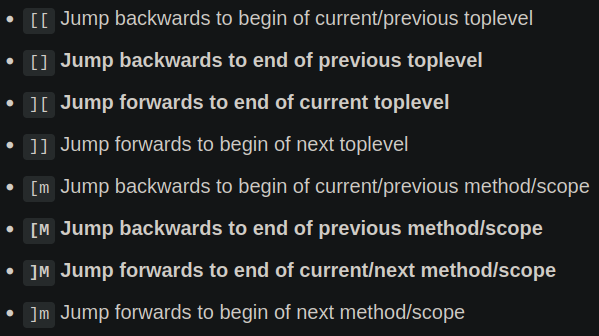 • [[ Jump backwards to begin of current/previous toplevel
• [] Jump backwards to end of previous toplevel
• ][ Jump forwards to end of current toplevel
• ]] Jump forwards to begin of next toplevel
• [m Jump backwards to begin of current/previous method/scope
• [M Jump backwards to end of previous method/scope
• ]M Jump forwards to end of current/next method/scope
• ]m Jump forwards to begin of next method/scope